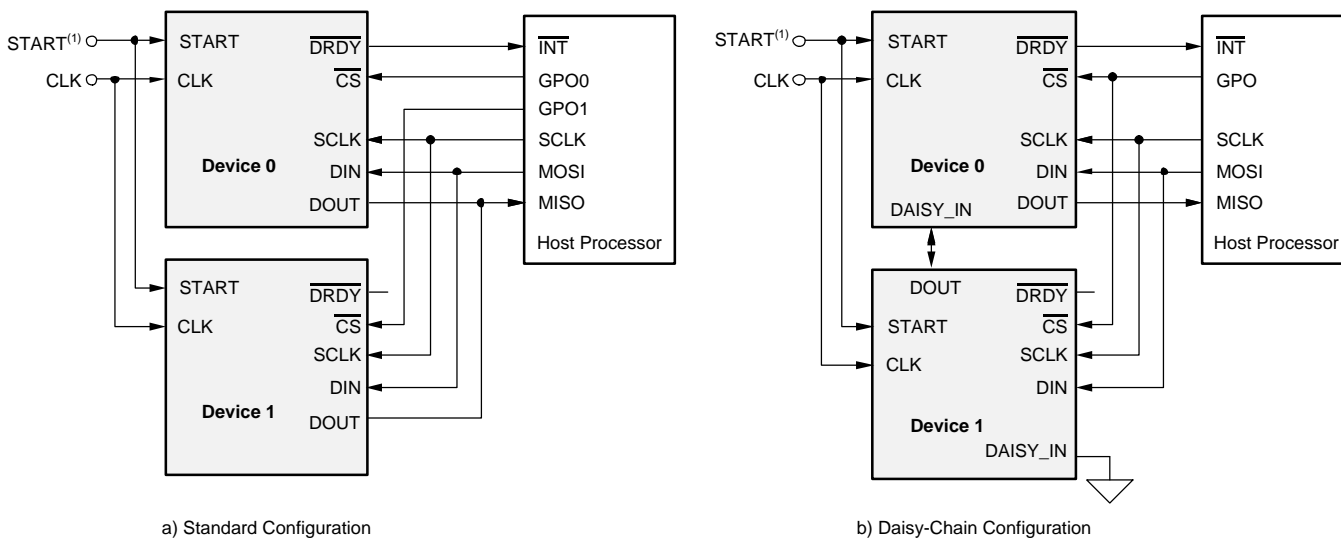 START(1)
CLK
START
CLK
Device 0
DRDY
CS
SCLK
DIN
DOUT
INT
GPO0
GPO1
SCLK
MOSI
MISO
Host Processor
START
CLK
Device 1
DRDY
CS
SCLK
DIN
DOUT
a) Standard Configuration
START(1)
CLK
START
CLK
Device 0
DAISY_IN
DRDY
CS
SCLK
DIN
DOUT
INT
GPO
SCLK
MOSI
MISO
Host Processor
DOUT
START
CLK
Device 1
DRDY
CS
SCLK
DIN
DAISY_IN
b) Daisy-Chain Configuration